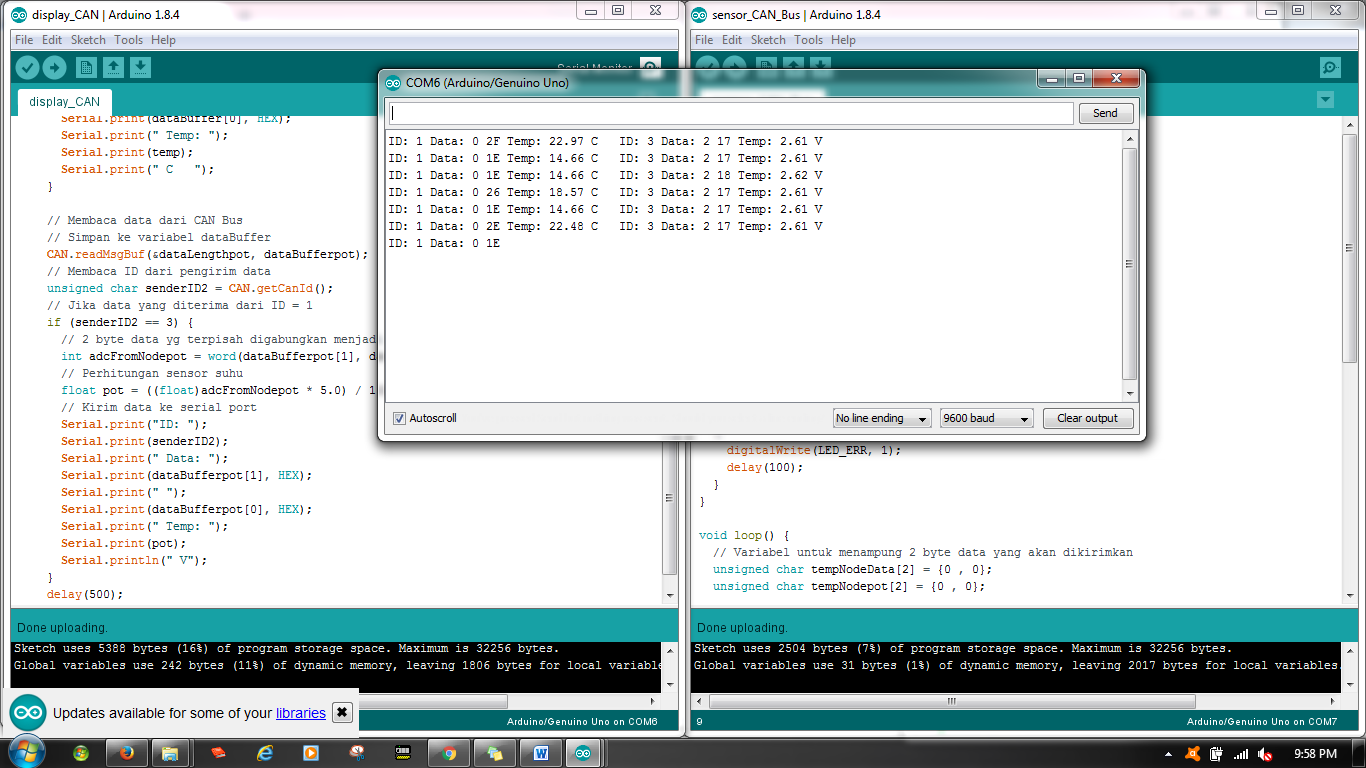 display_CAN | Arduino 1.8.4
File Edit Sketch Tools Help
display_CAN
Serial.print(dataBuffer[0], HEX);
Serial.print(" Temp: ");
Serial.print(temp);
Serial.print(" C   ");
}
// Membaca data dari CAN Bus
// Simpan ke variabel dataBuffer
CAN.readMsgBuf(&dataLengthpot, dataBufferpot);
// Membaca ID dari pengirim data
unsigned char senderID2 = CAN.getCanId();
// Jika data yang diterima dari ID = 1
if (senderID2 == 3) {
// 2 byte data yg terpisah digabungkan menjad
int adcFromNodepot = word(dataBufferpot[1], d
// Perhitungan sensor suhu
float pot = ((float)adcFromNodepot * 5.0) / 1
// Kirim data ke serial port
Serial.print("ID: ");
Serial.print(senderID2);
Serial.print(" Data: ");
Serial.print(dataBufferpot[1], HEX);
Serial.print(" ");
Serial.print(dataBufferpot[0], HEX);
Serial.print(" Temp: ");
Serial.print(pot);
Serial.println(" V");
}
delay(500);
Done uploading.
Sketch uses 5388 bytes (16%) of program storage space. Maximum is 32256 bytes.
Global variables use 242 bytes (11%) of dynamic memory, leaving 1806 bytes for local variable
Updates available for some of your libraries
Arduino/Genuino Uno on COM6
COM6 (Arduino/Genuino Uno)
Send
ID: 1 Data: 0 2F Temp: 22.97 C   ID: 3 Data: 2 17 Temp: 2.61 V
ID: 1 Data: 0 1E Temp: 14.66 C   ID: 3 Data: 2 17 Temp: 2.61 V
ID: 1 Data: 0 1E Temp: 14.66 C   ID: 3 Data: 2 18 Temp: 2.62 V
ID: 1 Data: 0 26 Temp: 18.57 C   ID: 3 Data: 2 17 Temp: 2.61 V
ID: 1 Data: 0 1E Temp: 14.66 C   ID: 3 Data: 2 17 Temp: 2.61 V
ID: 1 Data: 0 2E Temp: 22.48 C   ID: 3 Data: 2 17 Temp: 2.61 V
ID: 1 Data: 0 1E
Autoscroll
No line ending
9600 baud
Clear output
sensor_CAN_Bus | Arduino 1.8.4
File Edit Sketch Tools Help
digitalWrite(LED_ERR, 1);
delay(100);
}
}
void loop() {
// Variabel untuk menampung 2 byte data yang akan dikirimkan
unsigned char tempNodeData[2] = {0 , 0};
unsigned char tempNodepot[2] = {0 , 0};
Done uploading.
Sketch uses 2504 bytes (7%) of program storage space. Maximum is 32256 bytes.
Global variables use 31 bytes (1%) of dynamic memory, leaving 2017 bytes for local variables.
9
Arduino/Genuino Uno on COM7
9:58 PM